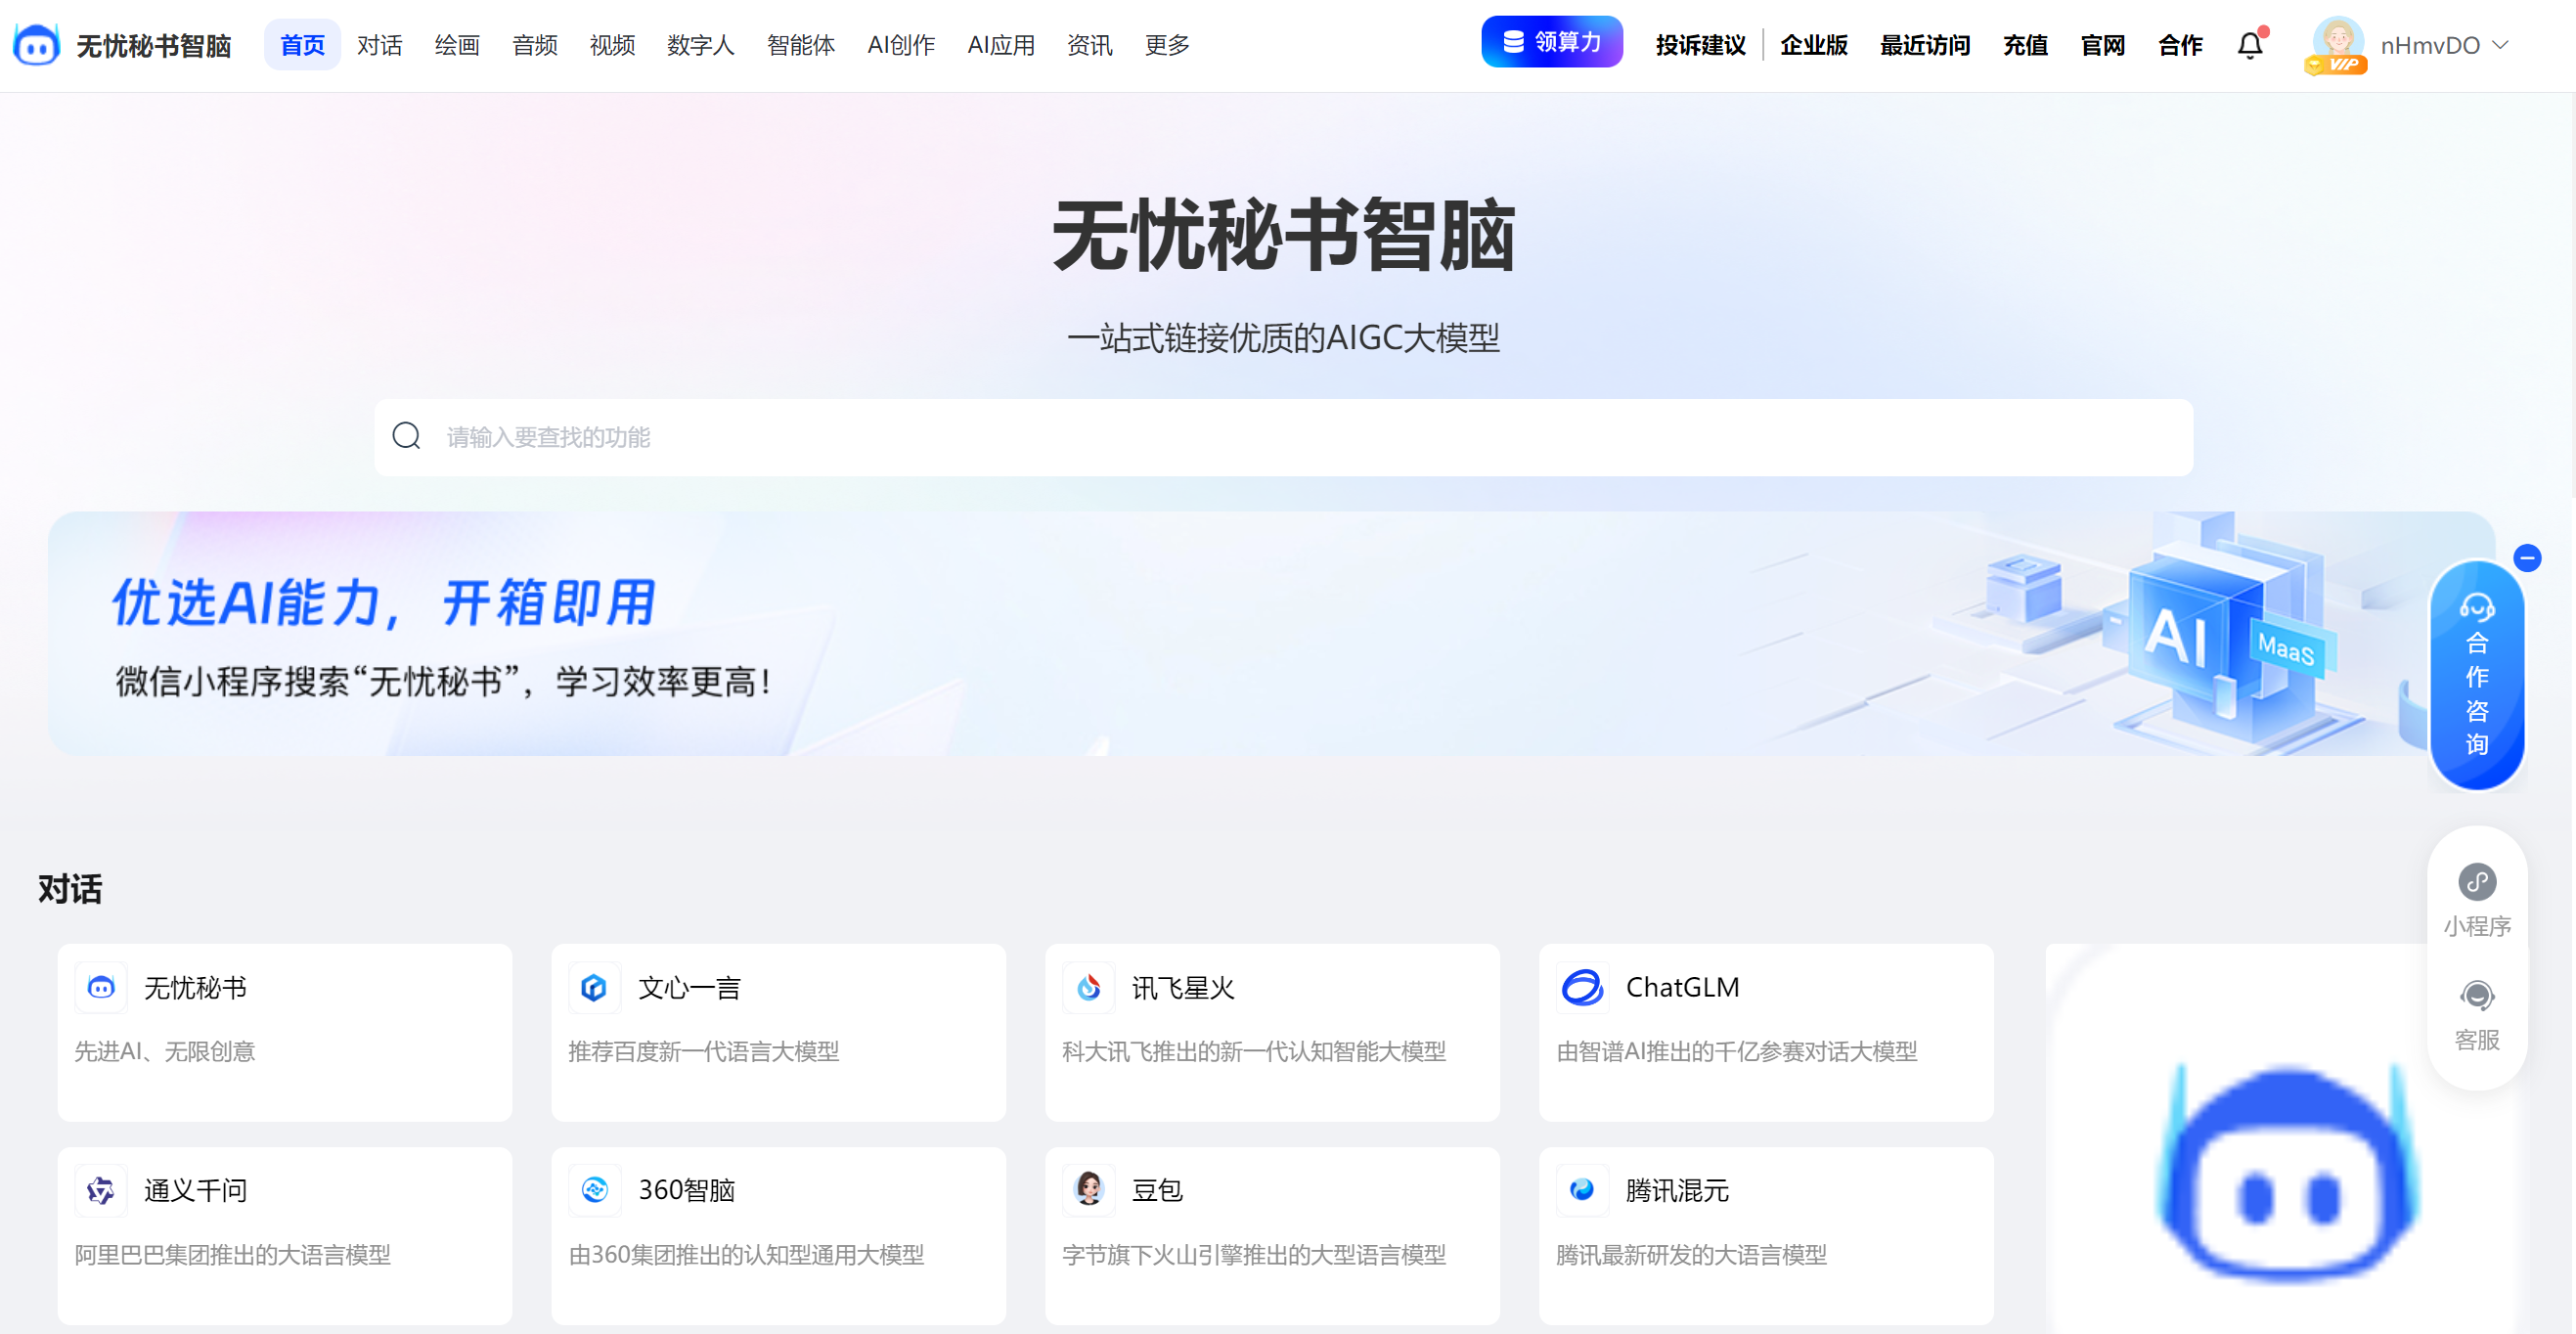 无忧秘书智脑 首页 对话 绘画 音频 视频 数字人 智能体 AI创作 AI应用 资讯 更多 领算力 投诉建议 企业版 最近访问 充值 官网 合作 VIP nHmvDO
无忧秘书智脑
一站式链接优质的AIGC大模型
请输入要查找的功能
优选AI能力，开箱即用
微信小程序搜索“无忧秘书”，学习效率更高！
AI MaaS
合作咨询
小程序
客服
对话
无忧秘书
先进AI、无限创意
文心一言
推荐百度新一代语言大模型
讯飞星火
科大讯飞推出的新一代认知智能大模型
ChatGLM
由智谱AI推出的千亿参赛对话大模型
通义千问
阿里巴巴集团推出的大语言模型
360智脑
由360集团推出的认知型通用大模型
豆包
字节旗下火山引擎推出的大型语言模型
腾讯混元
腾讯最新研发的大语言模型